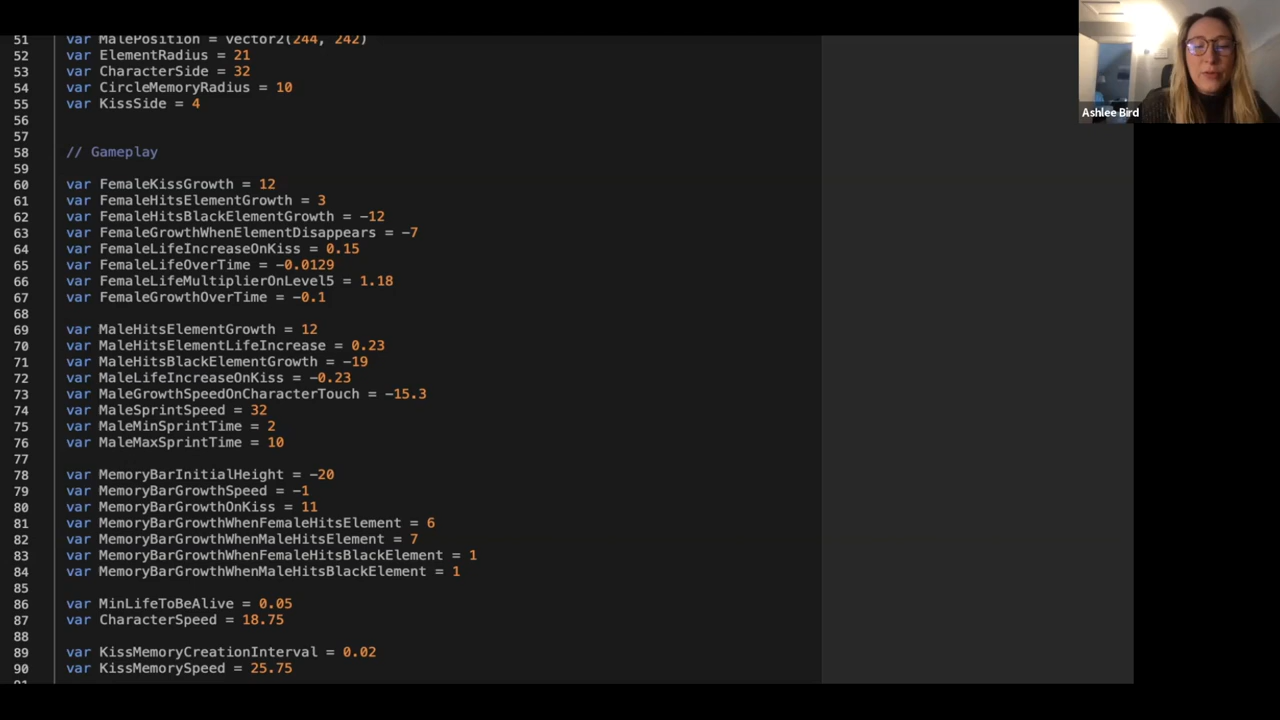 51 var MalePosition = Vector2(244, 242)
52 var ElementRadius = 21
53 var CharacterSide = 32
54 var CircleMemoryRadius = 10
55 var KissSide = 4
56
57
58 // Gameplay
59
60 var FemaleKissGrowth = 12
61 var FemaleHitsElementGrowth = 3
62 var FemaleHitsBlackElementGrowth = -12
63 var FemaleGrowthWhenElementDisappears = -7
64 var FemaleLifeIncreaseOnKiss = 0.15
65 var FemaleLifeOverTime = -0.0129
66 var FemaleLifeMultiplierOnLevel5 = 1.18
67 var FemaleGrowthOverTime = -0.1
68
69 var MaleHitsElementGrowth = 12
70 var MaleHitsElementLifeIncrease = 0.23
71 var MaleHitsBlackElementGrowth = -19
72 var MaleLifeIncreaseOnKiss = -0.23
73 var MaleGrowthSpeedOnCharacterTouch = -15.3
74 var MaleSprintSpeed = 32
75 var MaleMinSprintTime = 2
76 var MaleMaxSprintTime = 10
77
78 var MemoryBarInitialHeight = -20
79 var MemoryBarGrowthSpeed = -1
80 var MemoryBarGrowthOnKiss = 11
81 var MemoryBarGrowthWhenFemaleHitsElement = 6
82 var MemoryBarGrowthWhenMaleHitsElement = 7
83 var MemoryBarGrowthWhenFemaleHitsBlackElement = 1
84 var MemoryBarGrowthWhenMaleHitsBlackElement = 1
85
86 var MinLifeToBeAlive = 0.05
87 var CharacterSpeed = 18.75
88
89 var KissMemoryCreationInterval = 0.02
90 var KissMemorySpeed = 25.75
Ashlee Bird